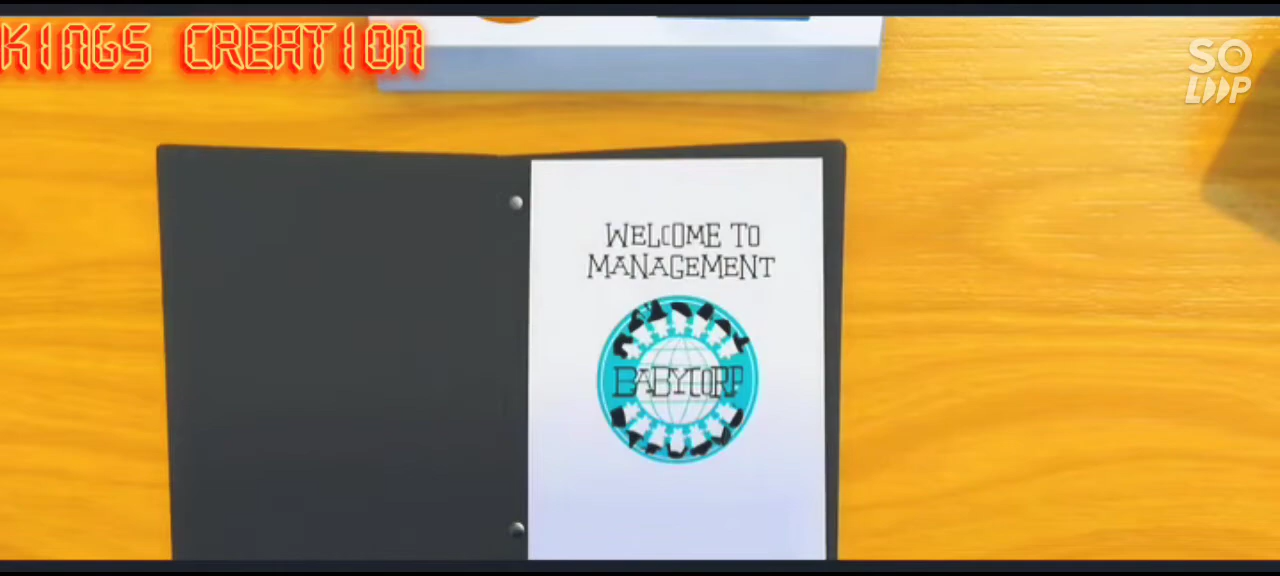 KINGS CREATION
SO
LOOP
WELCOME TO
MANAGEMENT
BABYCORP